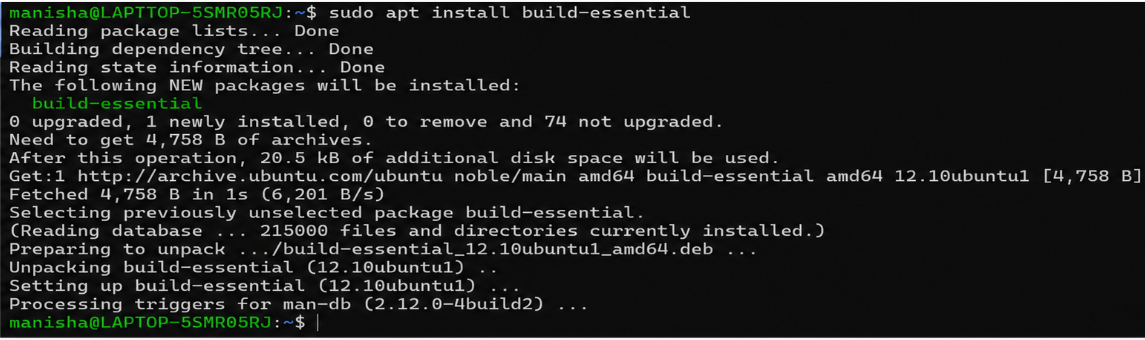 manisha@LAPTTOP-5SMR05RJ:~$ sudo apt install build-essential
Reading package lists... Done
Building dependency tree... Done
Reading state information... Done
The following NEW packages will be installed:
  build-essential
0 upgraded, 1 newly installed, 0 to remove and 74 not upgraded.
Need to get 4,758 B of archives.
After this operation, 20.5 kB of additional disk space will be used.
Get:1 http://archive.ubuntu.com/ubuntu noble/main amd64 build-essential amd64 12.10ubuntu1 [4,758 B]
Fetched 4,758 B in 1s (6,201 B/s)
Selecting previously unselected package build-essential.
(Reading database ... 215000 files and directories currently installed.)
Preparing to unpack .../build-essential_12.10ubuntu1_amd64.deb ...
Unpacking build-essential (12.10ubuntu1) ..
Setting up build-essential (12.10ubuntu1) ...
Processing triggers for man-db (2.12.0-4build2) ...
manisha@LAPTOP-5SMR05RJ:~$